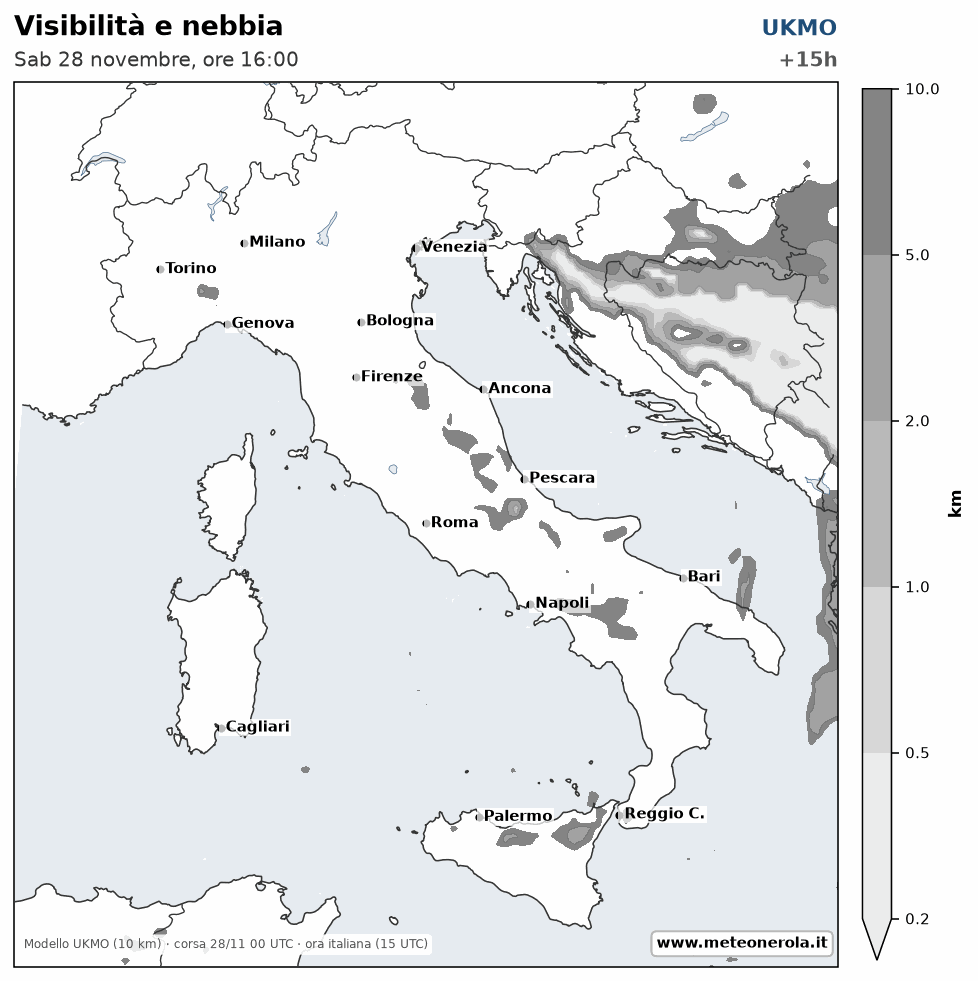 Visibilità e nebbia
UKMO
Sab 28 novembre, ore 16:00
+15h
10.0
5.0
2.0
1.0
0.5
0.2
km
Milano
Venezia
Torino
Genova
Bologna
Firenze
Ancona
Pescara
Roma
Bari
Napoli
Cagliari
Palermo
Reggio C.
Modello UKMO (10 km) · corsa 28/11 00 UTC · ora italiana (15 UTC)
www.meteonerola.it